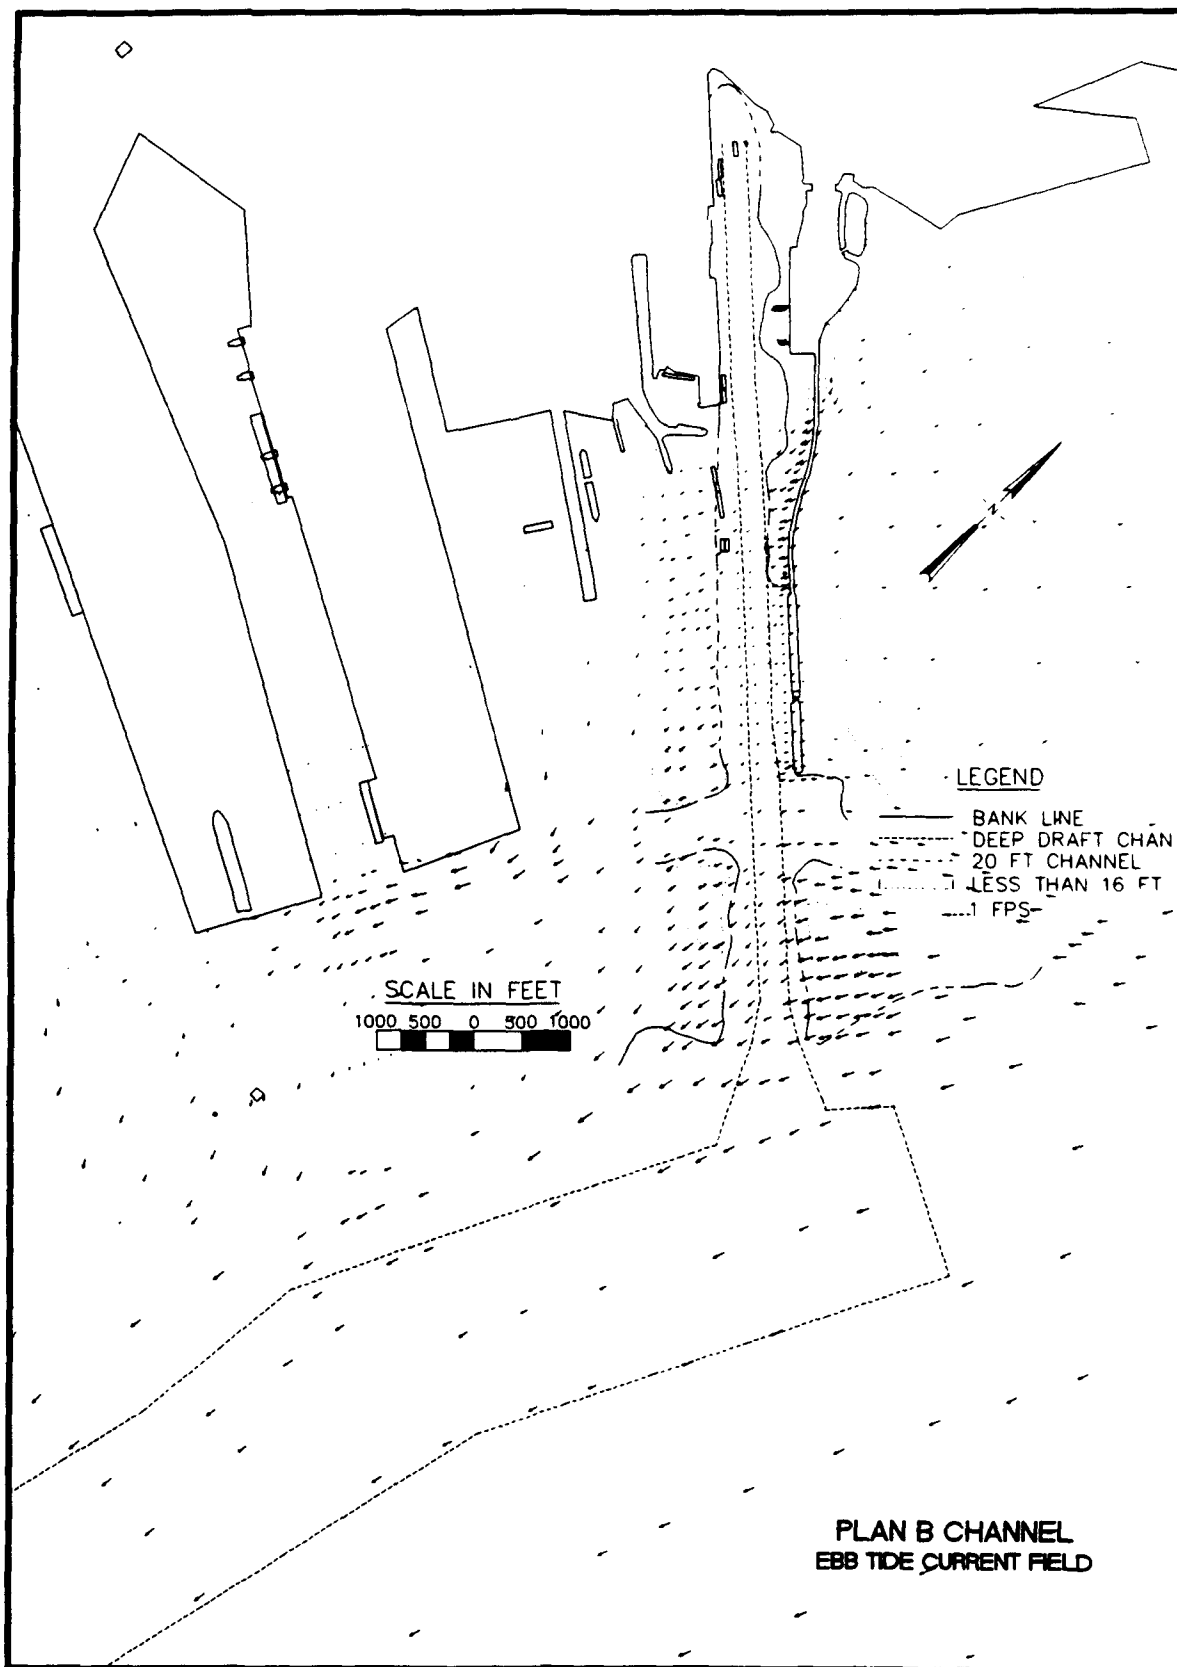 N
LEGEND
BANK LINE
DEEP DRAFT CHAN
20 FT CHANNEL
LESS THAN 16 FT
1 FPS
SCALE IN FEET
1000 500 0 500 1000
PLAN B CHANNEL
EBB TIDE CURRENT FIELD